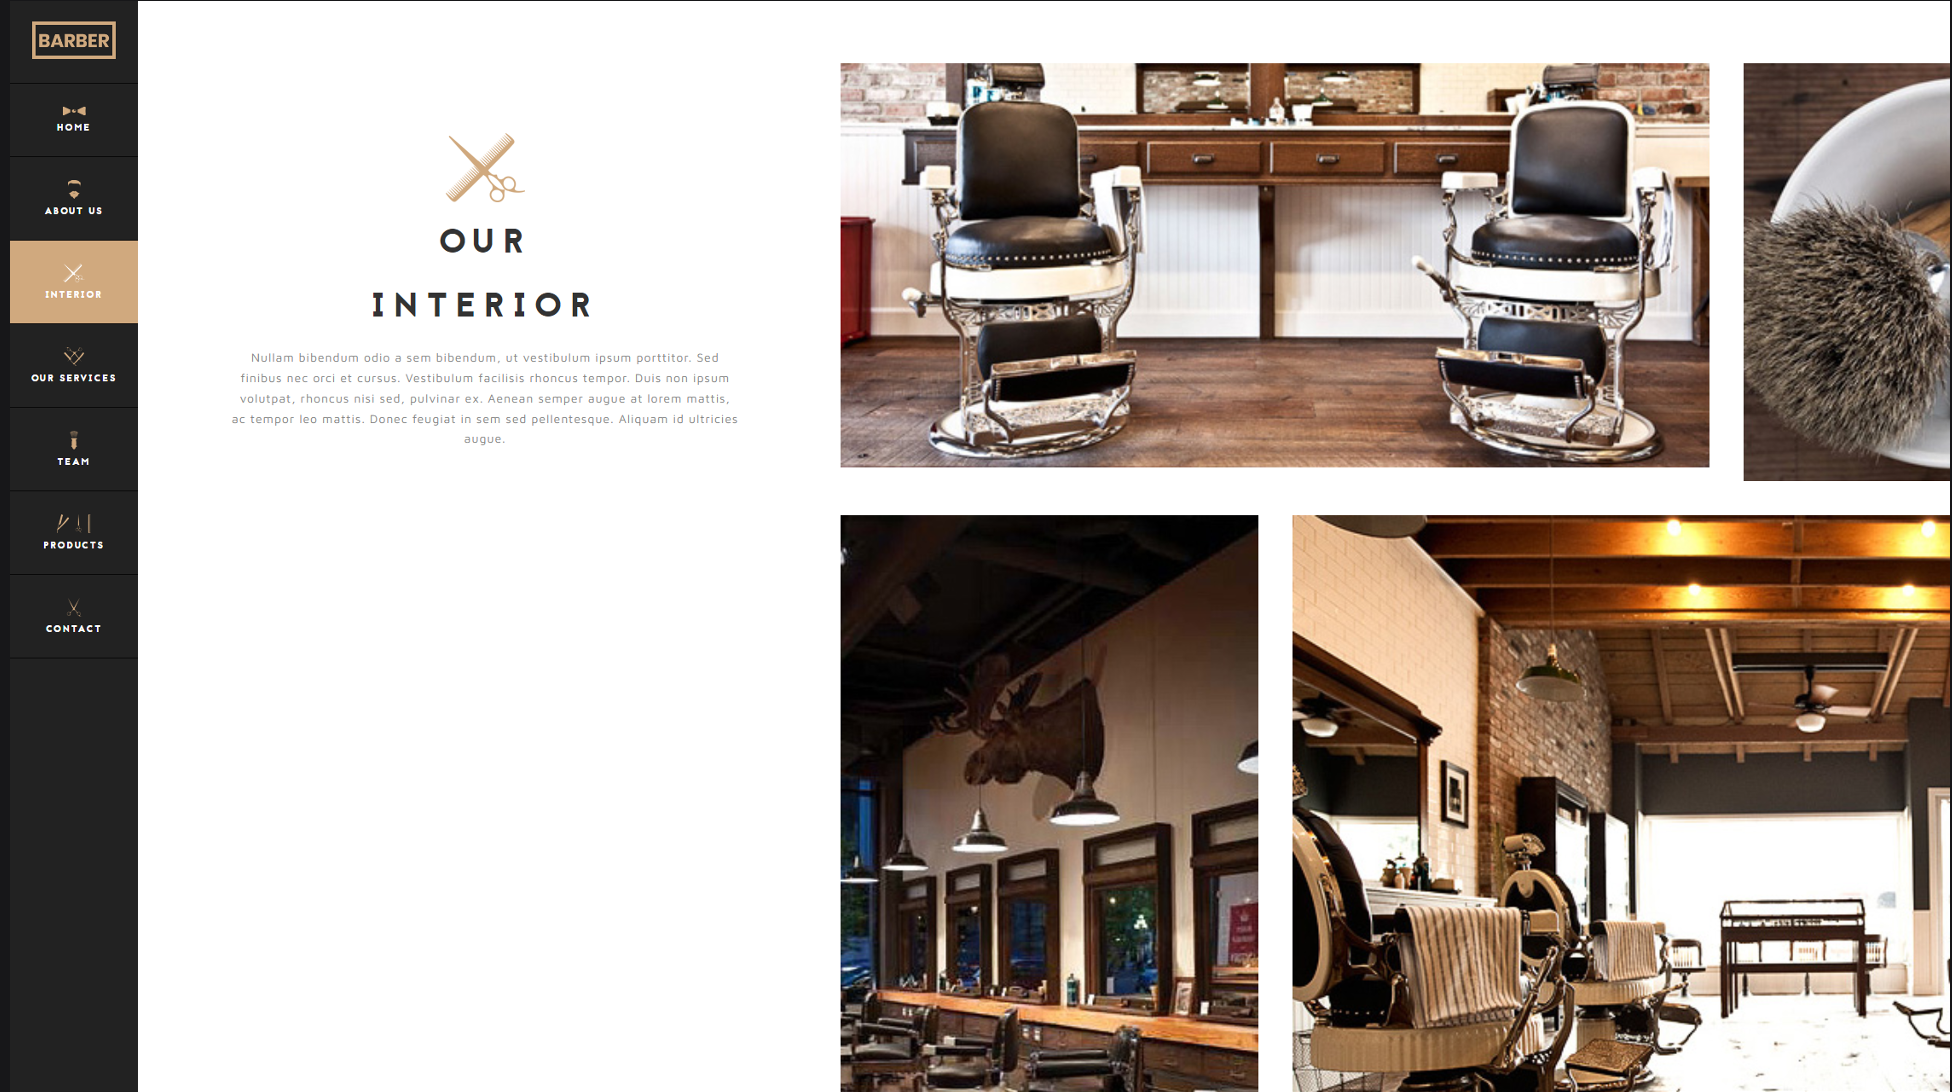 BARBER
HOME
ABOUT US
INTERIOR
OUR SERVICES
TEAM
PRODUCTS
CONTACT
OUR
INTERIOR
Nullam bibendum odio a sem bibendum, ut vestibulum ipsum porttitor. Sed
finibus nec orci et cursus. Vestibulum facilisis rhoncus tempor. Duis non ipsum
volutpat, rhoncus nisi sed, pulvinar ex. Aenean semper augue at lorem mattis,
ac tempor leo mattis. Donec feugiat in sem sed pellentesque. Aliquam id ultricies
augue.